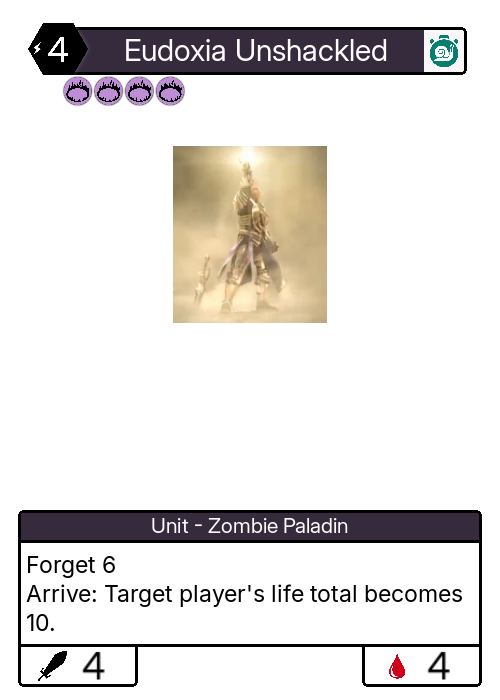 4 Eudoxia Unshackled
Unit - Zombie Paladin
Forget 6
Arrive: Target player's life total becomes
10.
4 4